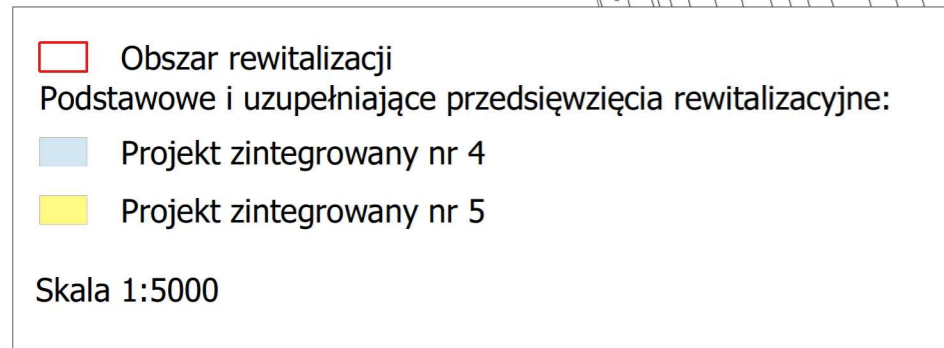 Obszar rewitalizacji
Podstawowe i uzupełniające przedsięwzięcia rewitalizacyjne:
Projekt zintegrowany nr 4
Projekt zintegrowany nr 5
Skala 1:5000